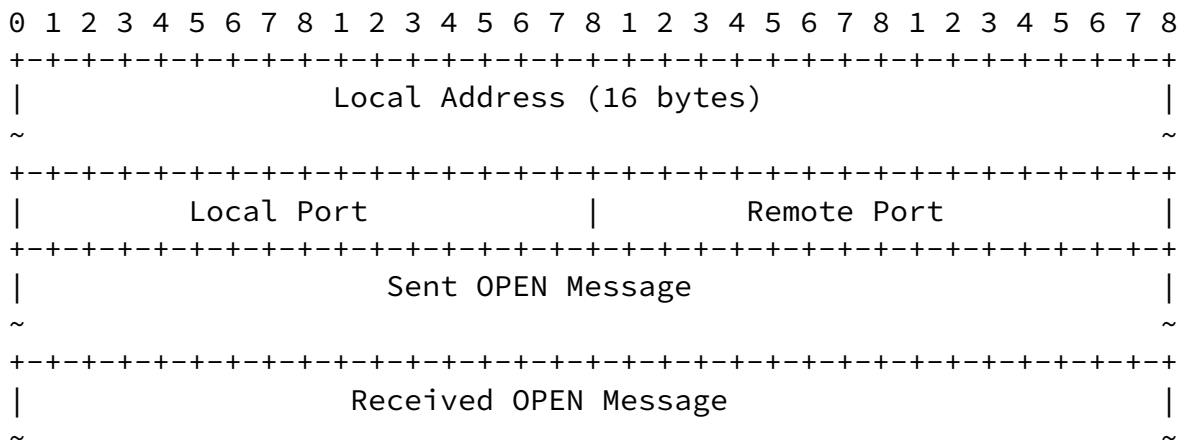 0 1 2 3 4 5 6 7 8 1 2 3 4 5 6 7 8 1 2 3 4 5 6 7 8 1 2 3 4 5 6 7 8
+-+-+-+-+-+-+-+-+-+-+-+-+-+-+-+-+-+-+-+-+-+-+-+-+-+-+-+-+-+-+-+-+
|                 Local Address (16 bytes)                      |
~                                                               ~
+-+-+-+-+-+-+-+-+-+-+-+-+-+-+-+-+-+-+-+-+-+-+-+-+-+-+-+-+-+-+-+-+
|         Local Port            |        Remote Port            |
+-+-+-+-+-+-+-+-+-+-+-+-+-+-+-+-+-+-+-+-+-+-+-+-+-+-+-+-+-+-+-+-+
|                    Sent OPEN Message                          |
~                                                               ~
+-+-+-+-+-+-+-+-+-+-+-+-+-+-+-+-+-+-+-+-+-+-+-+-+-+-+-+-+-+-+-+-+
|                  Received OPEN Message                        |
~                                                               ~